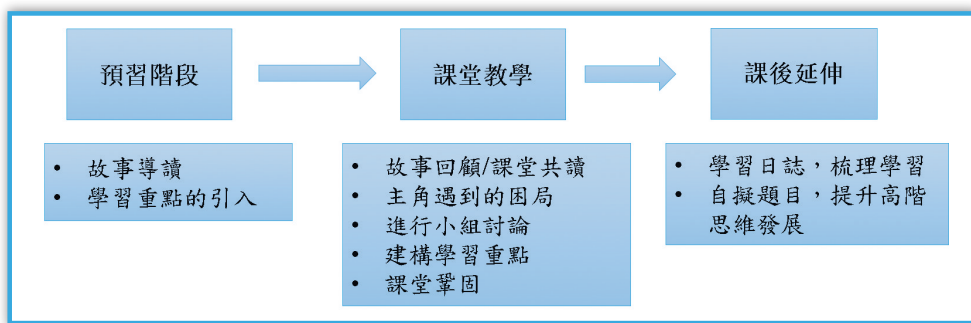 預習階段
課堂教學
課後延伸
• 故事導讀
• 學習重點的引入
• 故事回顧/課堂共讀
• 主角遇到的困局
• 進行小組討論
• 建構學習重點
• 課堂鞏固
• 學習日誌，梳理學習
• 自擬題目，提升高階
思維發展